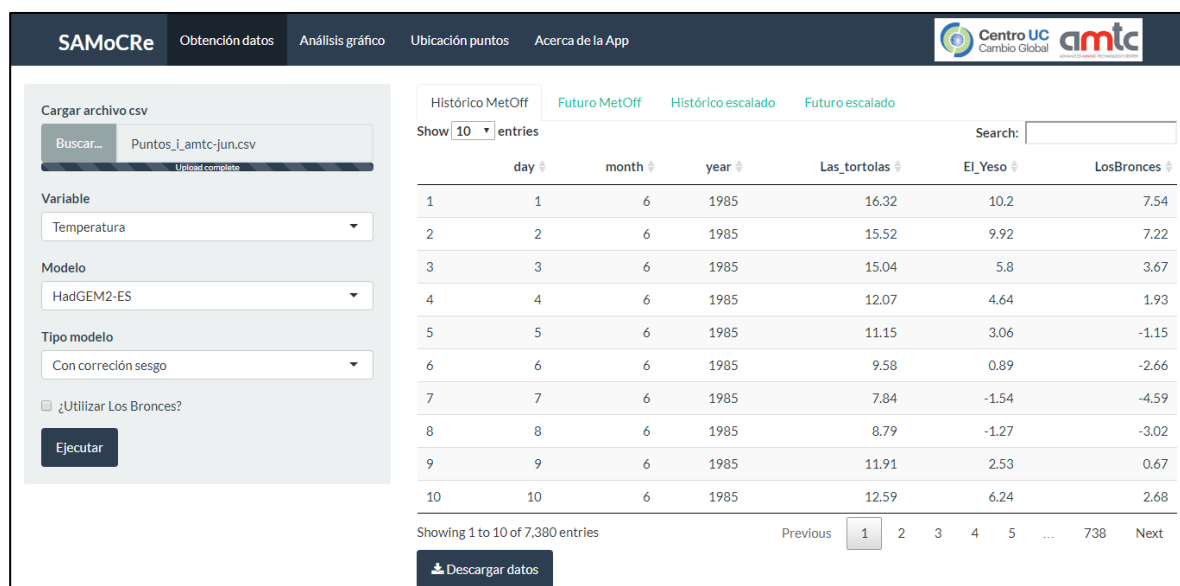 SAMoCRe Obtención datos Análisis gráfico Ubicación puntos Acerca de la App
Centro UC
Cambio Global
amtc
Cargar archivo csv
Buscar... Puntos_i_amtc-jun.csv
Upload complete
Variable
Temperatura
Modelo
HadGEM2-ES
Tipo modelo
Con correción sesgo
¿Utilizar Los Bronces?
Ejecutar
Histórico MetOff Futuro MetOff Histórico escalado Futuro escalado
Show 10 entries Search:
day month year Las_tortolas El_Yeso LosBronces
1 1 6 1985 16.32 10.2 7.54
2 2 6 1985 15.52 9.92 7.22
3 3 6 1985 15.04 5.8 3.67
4 4 6 1985 12.07 4.64 1.93
5 5 6 1985 11.15 3.06 -1.15
6 6 6 1985 9.58 0.89 -2.66
7 7 6 1985 7.84 -1.54 -4.59
8 8 6 1985 8.79 -1.27 -3.02
9 9 6 1985 11.91 2.53 0.67
10 10 6 1985 12.59 6.24 2.68
Showing 1 to 10 of 7,380 entries Previous 1 2 3 4 5 ... 738 Next
Descargar datos